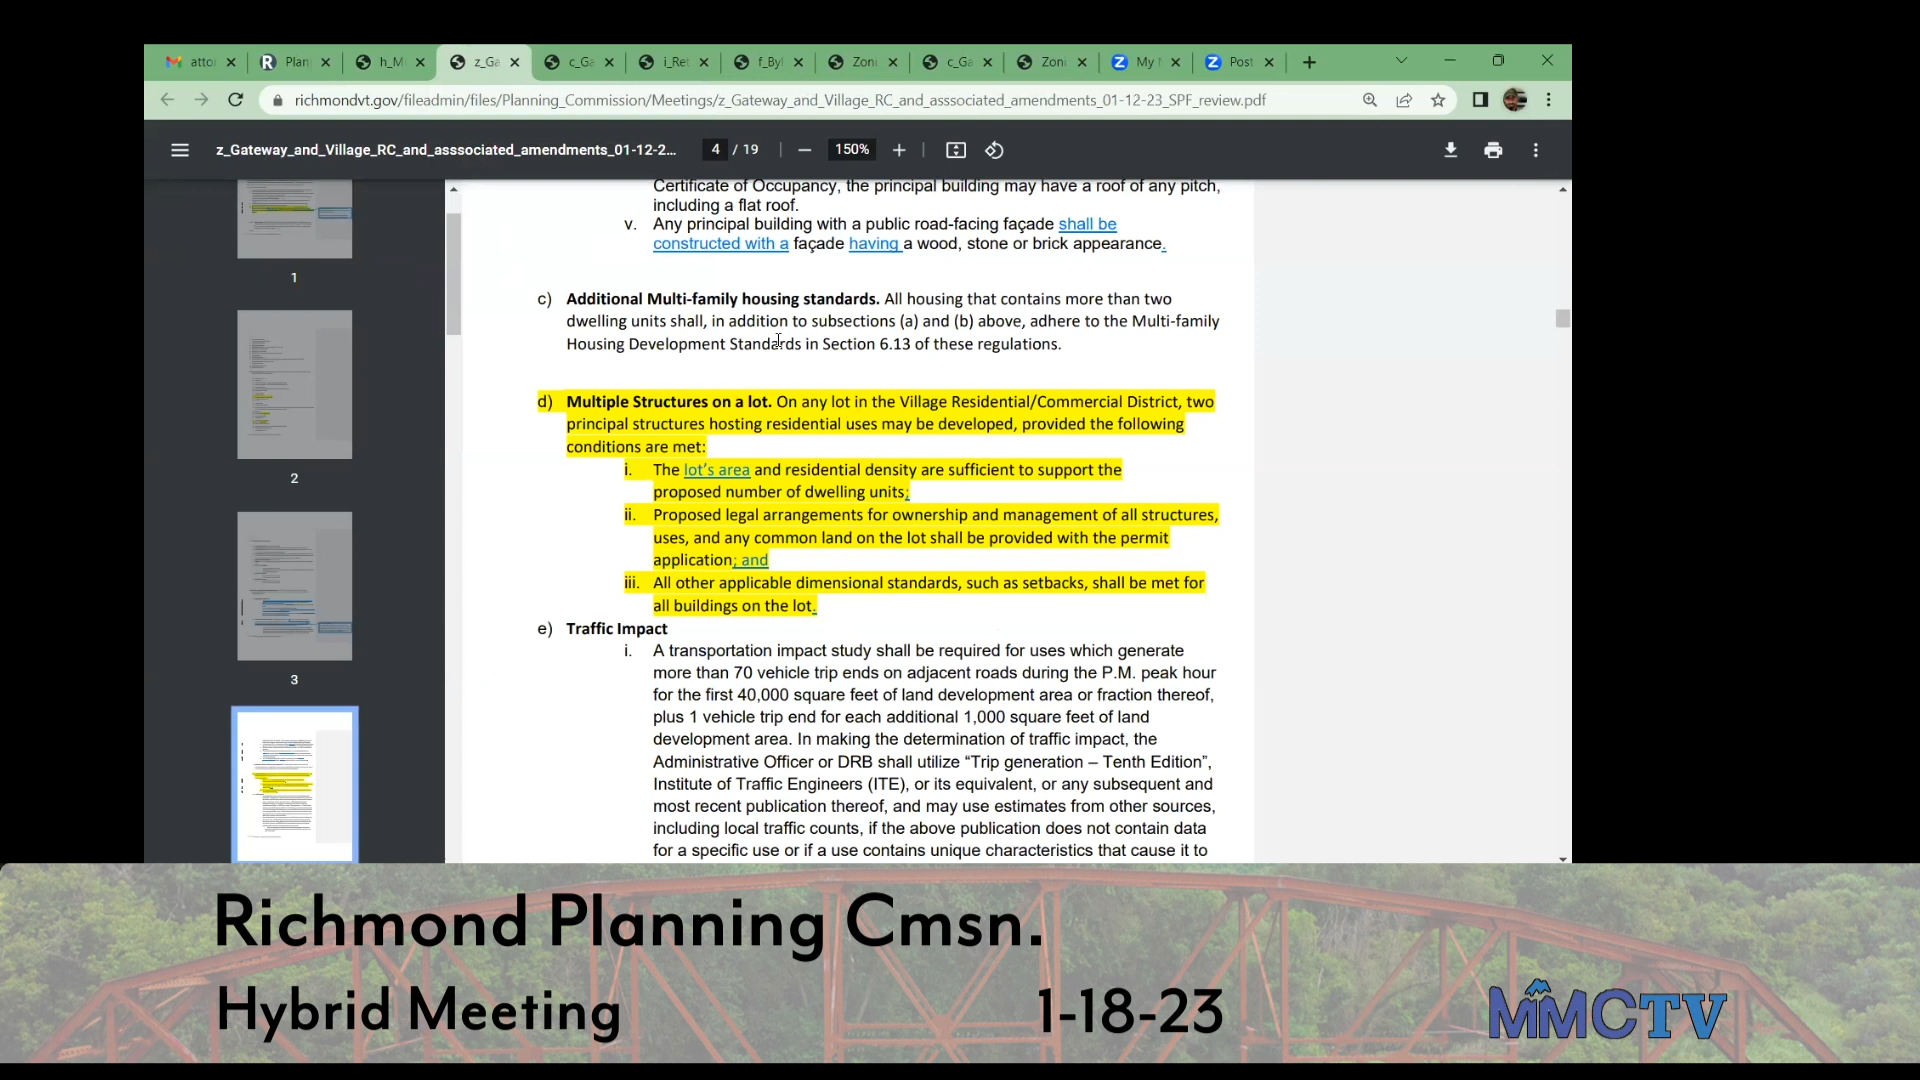 atto
Plan
h_M
z_Ga
c_Ga
i_Ret
f_Byl
Zoni
c_Ga
Zoni
My
Post
richmondvt.gov/fileadmin/files/Planning_Commission/Meetings/z_Gateway_and_Village_RC_and_asssociated_amendments_01-12-23_SPF_review.pdf
z_Gateway_and_Village_RC_and_asssociated_amendments_01-12-2...
4 / 19
150%
1
2
3
Certificate of Occupancy, the principal building may have a roof of any pitch,
including a flat roof.
v. Any principal building with a public road-facing façade shall be
constructed with a façade having a wood, stone or brick appearance.
c) Additional Multi-family housing standards. All housing that contains more than two
dwelling units shall, in addition to subsections (a) and (b) above, adhere to the Multi-family
Housing Development Standards in Section 6.13 of these regulations.
d) Multiple Structures on a lot. On any lot in the Village Residential/Commercial District, two
principal structures hosting residential uses may be developed, provided the following
conditions are met:
i. The lot's area and residential density are sufficient to support the
proposed number of dwelling units;
ii. Proposed legal arrangements for ownership and management of all structures,
uses, and any common land on the lot shall be provided with the permit
application; and
iii. All other applicable dimensional standards, such as setbacks, shall be met for
all buildings on the lot.
e) Traffic Impact
i. A transportation impact study shall be required for uses which generate
more than 70 vehicle trip ends on adjacent roads during the P.M. peak hour
for the first 40,000 square feet of land development area or fraction thereof,
plus 1 vehicle trip end for each additional 1,000 square feet of land
development area. In making the determination of traffic impact, the
Administrative Officer or DRB shall utilize “Trip generation – Tenth Edition”,
Institute of Traffic Engineers (ITE), or its equivalent, or any subsequent and
most recent publication thereof, and may use estimates from other sources,
including local traffic counts, if the above publication does not contain data
for a specific use or if a use contains unique characteristics that cause it to
Richmond Planning Cmsn.
Hybrid Meeting
1-18-23
MMCTV